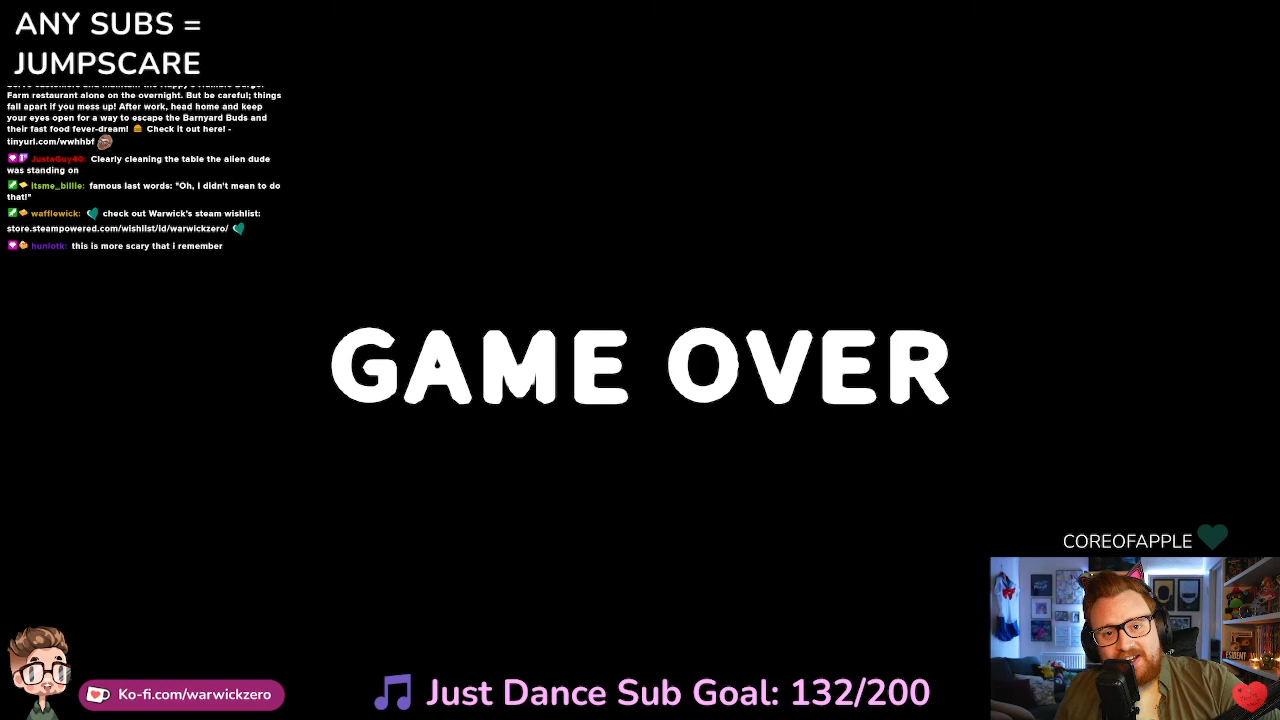 ANY SUBS =
JUMPSCARE
Farm restaurant alone on the overnight. But be careful; things
fall apart if you mess up! After work, head home and keep
your eyes open for a way to escape the Barnyard Buds and
their fast food fever-dream! 🍔 Check it out here! -
tinyurl.com/wwhhbf
JustaGuy40: Clearly cleaning the table the alien dude
was standing on
itsme_billie: famous last words: "Oh, I didn't mean to do
that!"
wafflewick: check out Warwick's steam wishlist:
store.steampowered.com/wishlist/id/warwickzero/
huniotk: this is more scary that i remember
GAME OVER
COREOFAPPLE
Ko-fi.com/warwickzero
Just Dance Sub Goal: 132/200